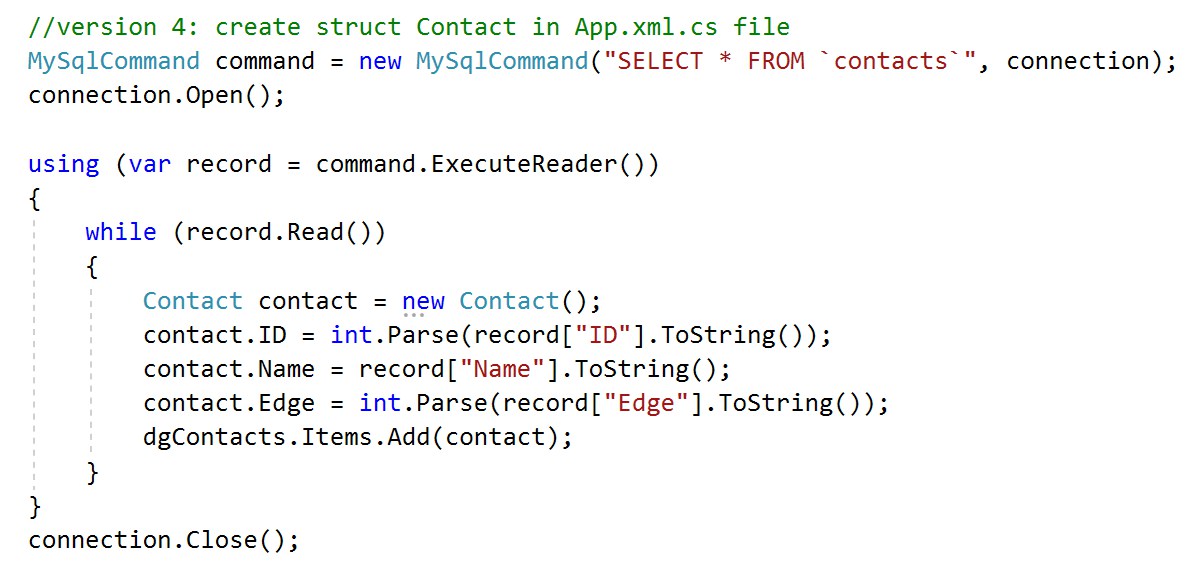 //version 4: create struct Contact in App.xml.cs file
MySqlCommand command = new MySqlCommand("SELECT * FROM `contacts`", connection);
connection.Open();
using (var record = command.ExecuteReader())
{
while (record.Read())
{
Contact contact = new Contact();
contact.ID = int.Parse(record["ID"].ToString());
contact.Name = record["Name"].ToString();
contact.Edge = int.Parse(record["Edge"].ToString());
dgContacts.Items.Add(contact);
}
}
connection.Close();